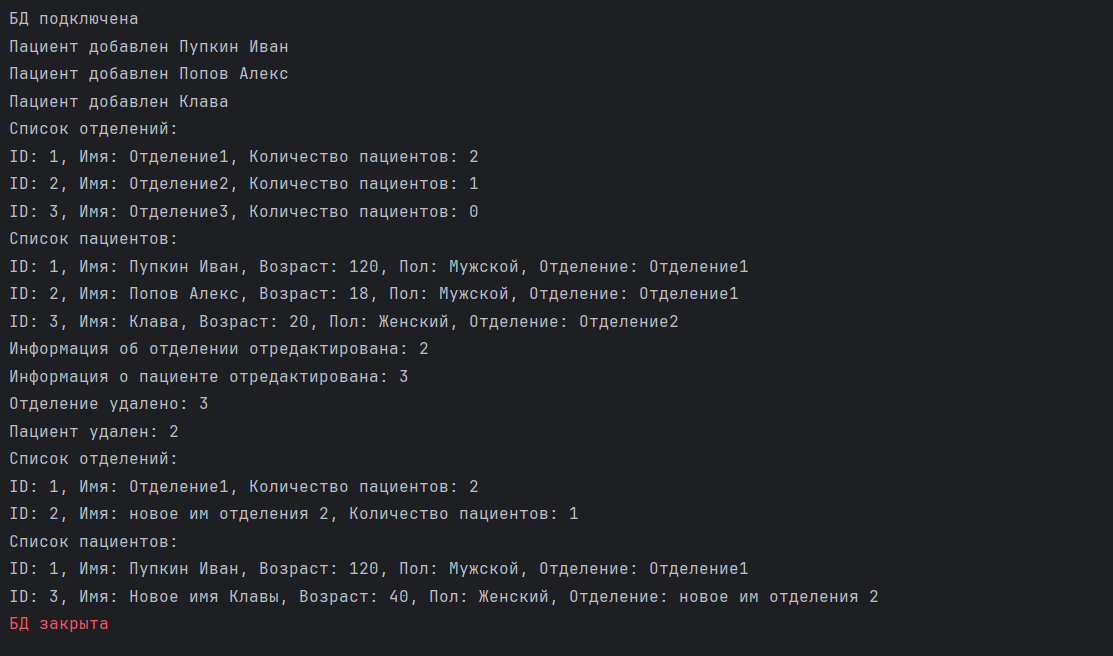 БД подключена
Пациент добавлен Пупкин Иван
Пациент добавлен Попов Алекс
Пациент добавлен Клава
Список отделений:
ID: 1, Имя: Отделение1, Количество пациентов: 2
ID: 2, Имя: Отделение2, Количество пациентов: 1
ID: 3, Имя: Отделение3, Количество пациентов: 0
Список пациентов:
ID: 1, Имя: Пупкин Иван, Возраст: 120, Пол: Мужской, Отделение: Отделение1
ID: 2, Имя: Попов Алекс, Возраст: 18, Пол: Мужской, Отделение: Отделение1
ID: 3, Имя: Клава, Возраст: 20, Пол: Женский, Отделение: Отделение2
Информация об отделении отредактирована: 2
Информация о пациенте отредактирована: 3
Отделение удалено: 3
Пациент удален: 2
Список отделений:
ID: 1, Имя: Отделение1, Количество пациентов: 2
ID: 2, Имя: новое им отделения 2, Количество пациентов: 1
Список пациентов:
ID: 1, Имя: Пупкин Иван, Возраст: 120, Пол: Мужской, Отделение: Отделение1
ID: 3, Имя: Новое имя Клавы, Возраст: 40, Пол: Женский, Отделение: новое им отделения 2
БД закрыта